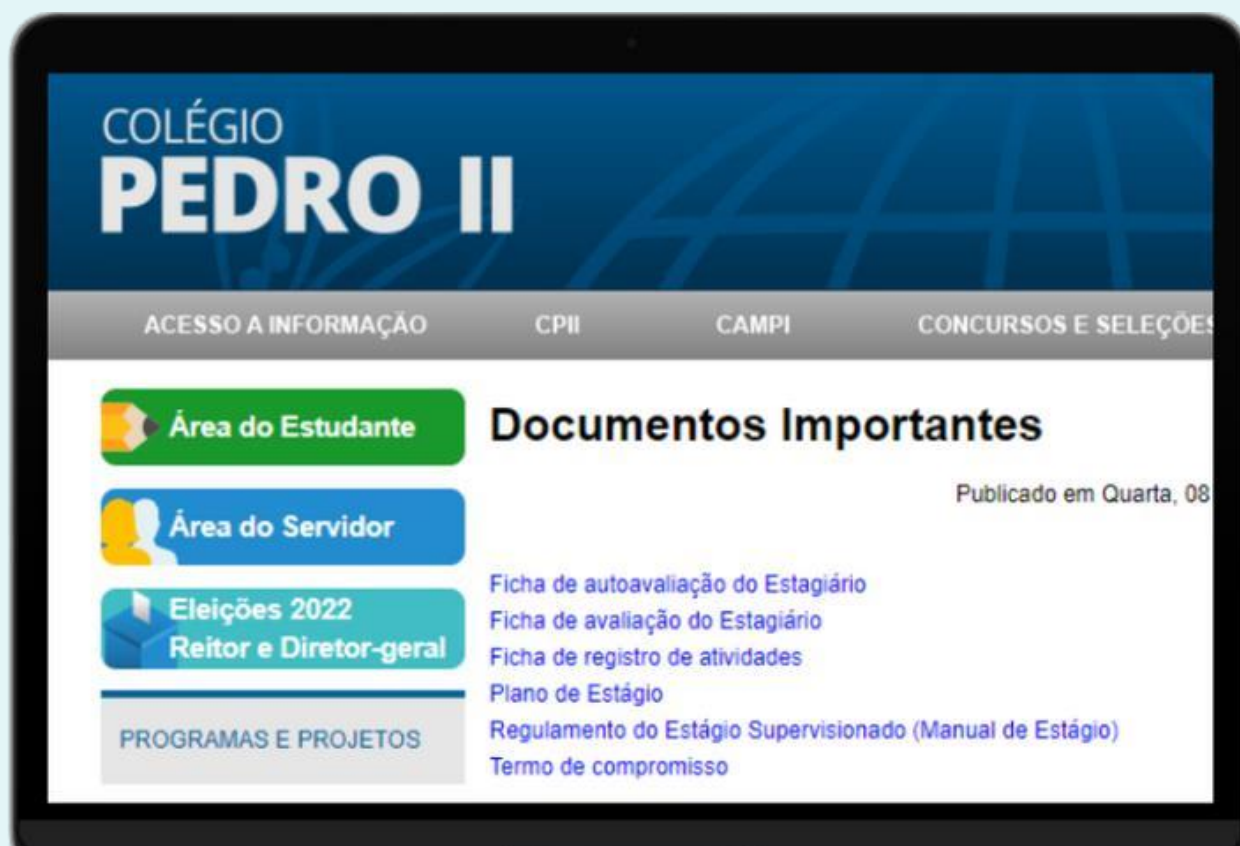 COLÉGIO
PEDRO II
ACESSO A INFORMAÇÃO CPII CAMPI CONCURSOS E SELEÇÕES
Área do Estudante
Área do Servidor
Eleições 2022
Reitor e Diretor-geral
PROGRAMAS E PROJETOS
Documentos Importantes
Publicado em Quarta, 08
Ficha de autoavaliação do Estagiário
Ficha de avaliação do Estagiário
Ficha de registro de atividades
Plano de Estágio
Regulamento do Estágio Supervisionado (Manual de Estágio)
Termo de compromisso